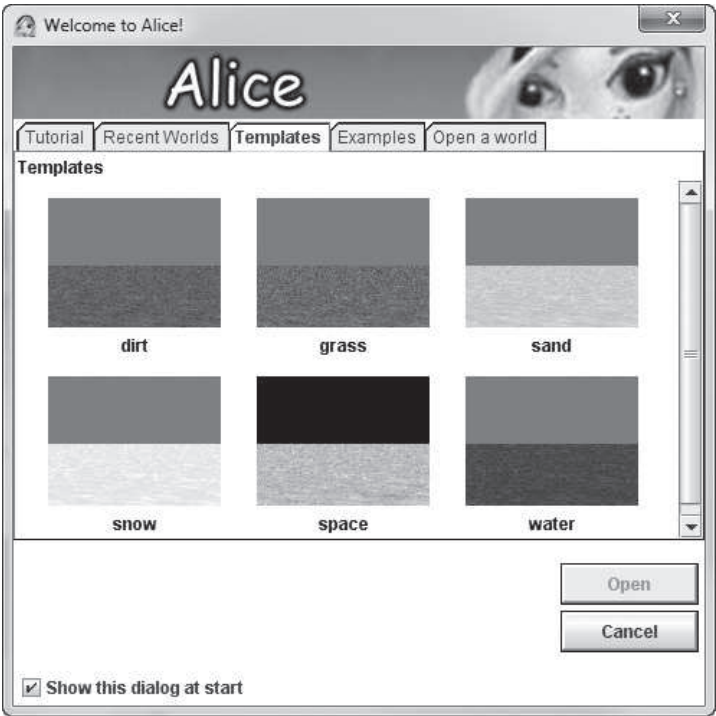 Welcome to Alice!
Alice
Tutorial Recent Worlds Templates Examples Open a world
Templates
dirt grass sand
snow space water
Open
Cancel
Show this dialog at start